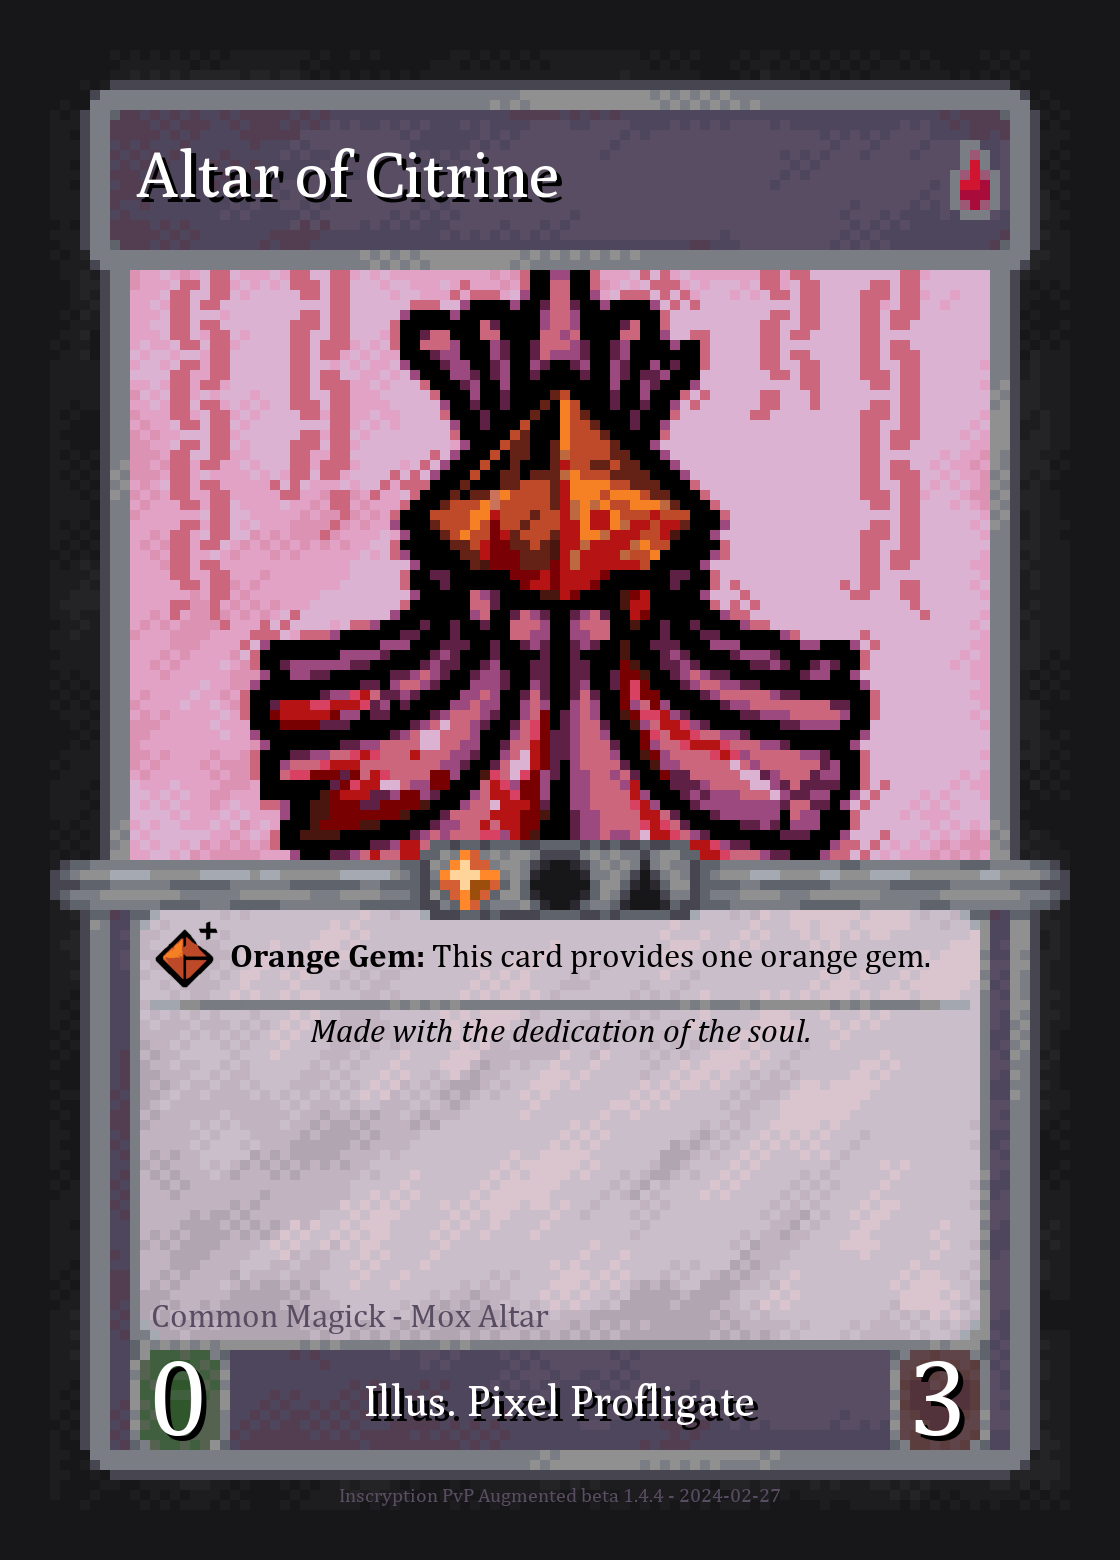 Altar of Citrine
Orange Gem: This card provides one orange gem.
Made with the dedication of the soul.
Common Magick - Mox Altar
0
Illus. Pixel Profligate
3
Inscryption PvP Augmented beta 1.4.4 - 2024-02-27